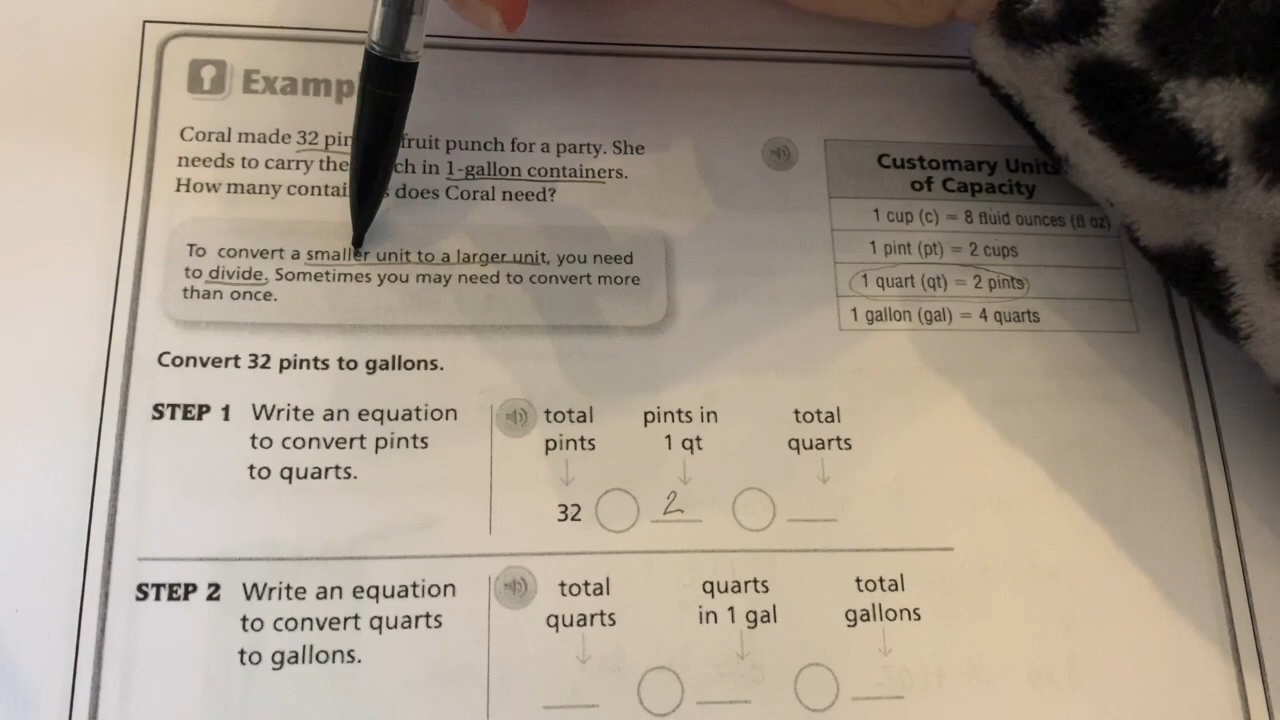 Examp
Coral made 32 pin fruit punch for a party. She
needs to carry the ch in 1-gallon containers.
How many contai s does Coral need?
To convert a smaller unit to a larger unit, you need
to divide. Sometimes you may need to convert more
than once.
Customary Units
of Capacity
1 cup (c) = 8 fluid ounces (fl oz)
1 pint (pt) = 2 cups
1 quart (qt) = 2 pints
1 gallon (gal) = 4 quarts
Convert 32 pints to gallons.
STEP 1 Write an equation
to convert pints
to quarts.
total pints in total
pints 1 qt quarts
32 2
STEP 2 Write an equation
to convert quarts
to gallons.
total quarts total
quarts in 1 gal gallons